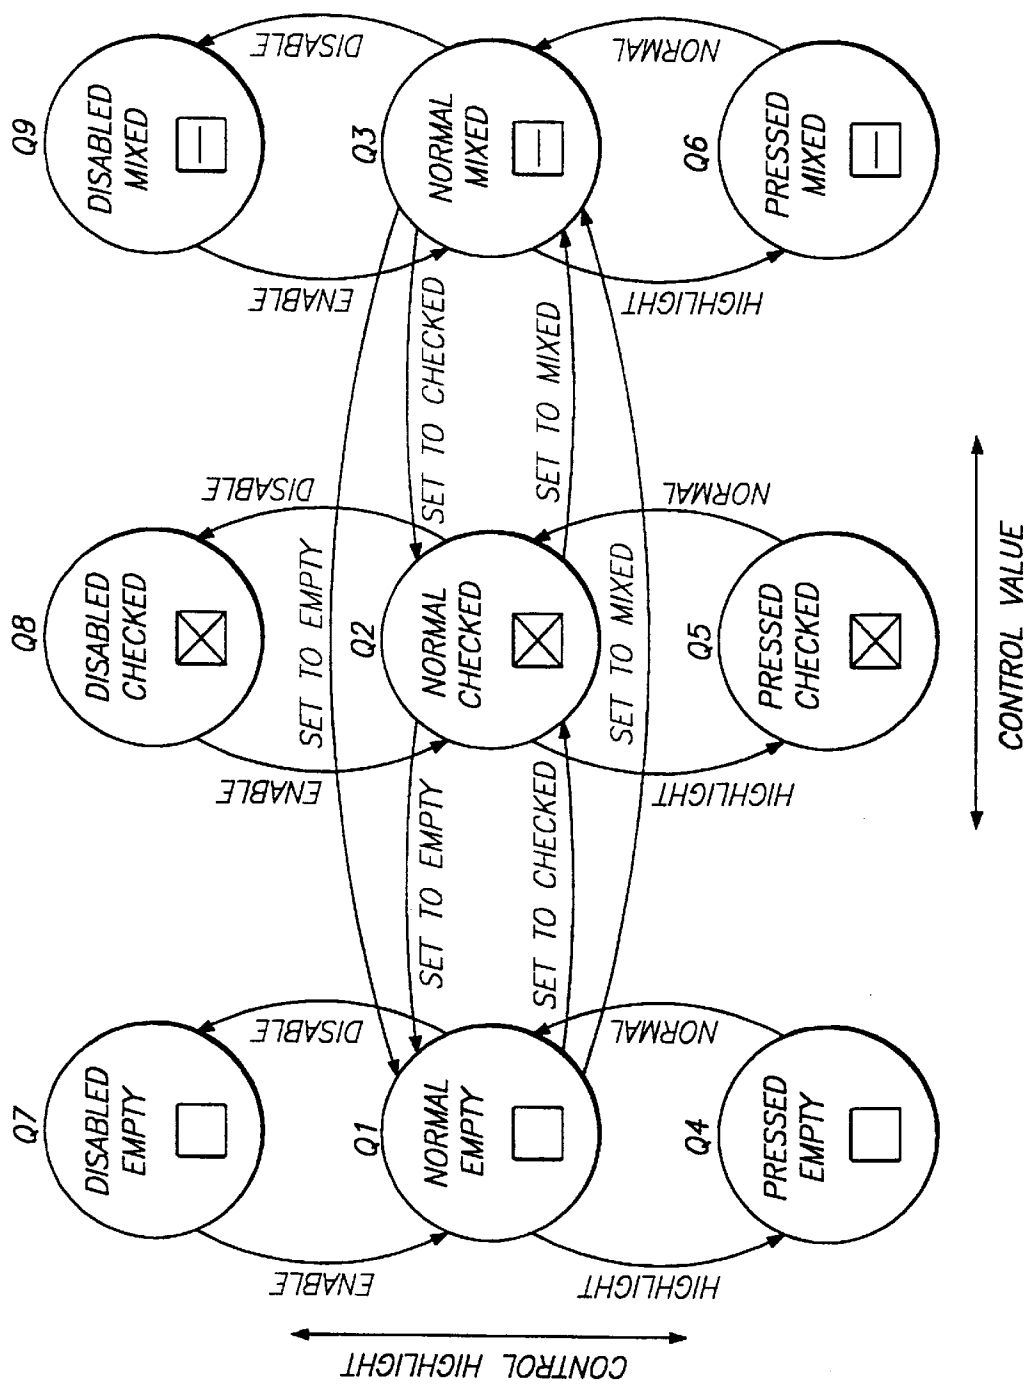 Q7
DISABLED
EMPTY
Q8
DISABLED
CHECKED
Q9
DISABLED
MIXED
ENABLE
DISABLE
ENABLE
DISABLE
ENABLE
DISABLE
SET TO EMPTY
Q1
NORMAL
EMPTY
SET TO EMPTY
Q2
NORMAL
CHECKED
SET TO CHECKED
Q3
NORMAL
MIXED
SET TO CHECKED
SET TO MIXED
SET TO MIXED
HIGHLIGHT
NORMAL
HIGHLIGHT
NORMAL
HIGHLIGHT
NORMAL
Q4
PRESSED
EMPTY
Q5
PRESSED
CHECKED
Q6
PRESSED
MIXED
CONTROL HIGHLIGHT
CONTROL VALUE